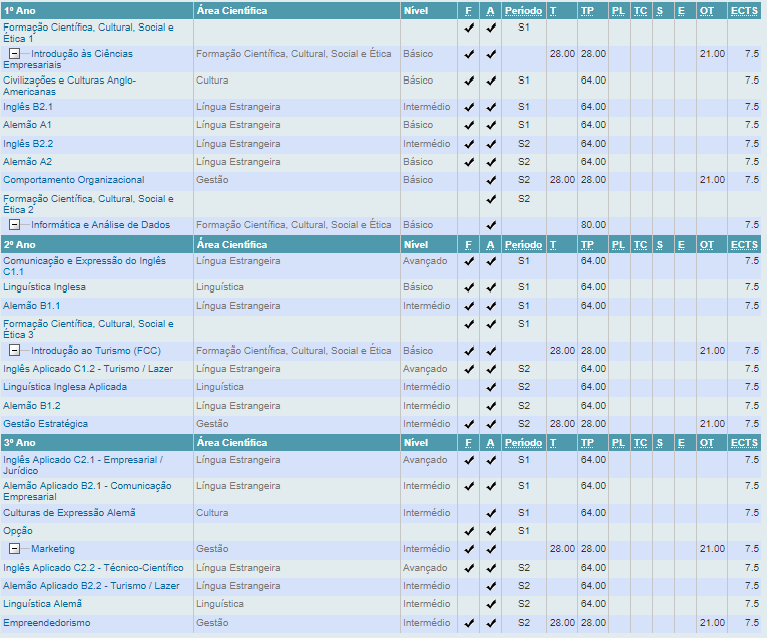 1º Ano Área Científica Nível F A Período T TP PL TC S E OT ECTS
Formação Científica, Cultural, Social e ✔ ✔ S1
Ética 1
Introdução às Ciências Formação Científica, Cultural, Social e Ética Básico ✔ ✔ 28.00 28.00 21.00 7.5
Empresariais
Civilizações e Culturas Anglo- Cultura Básico ✔ ✔ S1 64.00 7.5
Americanas
Inglês B2.1 Língua Estrangeira Intermédio ✔ ✔ S1 64.00 7.5
Alemão A1 Língua Estrangeira Básico ✔ ✔ S1 64.00 7.5
Inglês B2.2 Língua Estrangeira Intermédio ✔ ✔ S2 64.00 7.5
Alemão A2 Língua Estrangeira Básico ✔ ✔ S2 64.00 7.5
Comportamento Organizacional Gestão Básico ✔ S2 28.00 28.00 21.00 7.5
Formação Científica, Cultural, Social e ✔ S2
Ética 2
Informática e Análise de Dados Formação Científica, Cultural, Social e Ética Básico ✔ 80.00 7.5
2º Ano Área Científica Nível F A Período T TP PL TC S E OT ECTS
Comunicação e Expressão do Inglês Língua Estrangeira Avançado ✔ ✔ S1 64.00 7.5
C1.1
Linguística Inglesa Linguística Básico ✔ ✔ S1 64.00 7.5
Alemão B1.1 Língua Estrangeira Intermédio ✔ ✔ S1 64.00 7.5
Formação Científica, Cultural, Social e ✔ ✔ S1
Ética 3
Introdução ao Turismo (FCC) Formação Científica, Cultural, Social e Ética Básico ✔ ✔ 28.00 28.00 21.00 7.5
Inglês Aplicado C1.2 - Turismo / Lazer Língua Estrangeira Avançado ✔ ✔ S2 64.00 7.5
Linguística Inglesa Aplicada Linguística Intermédio ✔ S2 64.00 7.5
Alemão B1.2 Língua Estrangeira Intermédio ✔ S2 64.00 7.5
Gestão Estratégica Gestão Intermédio ✔ ✔ S2 28.00 28.00 21.00 7.5
3º Ano Área Científica Nível F A Período T TP PL TC S E OT ECTS
Inglês Aplicado C2.1 - Empresarial / Língua Estrangeira Avançado ✔ ✔ S1 64.00 7.5
Jurídico
Alemão Aplicado B2.1 - Comunicação Língua Estrangeira Intermédio ✔ ✔ S1 64.00 7.5
Empresarial
Culturas de Expressão Alemã Cultura Intermédio ✔ S1 64.00 7.5
Opção ✔ ✔ S1
Marketing Gestão Intermédio ✔ ✔ 28.00 28.00 21.00 7.5
Inglês Aplicado C2.2 - Técnico-Científico Língua Estrangeira Avançado ✔ ✔ S2 64.00 7.5
Alemão Aplicado B2.2 - Turismo / Lazer Língua Estrangeira Intermédio ✔ S2 64.00 7.5
Linguística Alemã Linguística Intermédio ✔ S2 64.00 7.5
Empreendedorismo Gestão Intermédio ✔ ✔ S2 28.00 28.00 21.00 7.5